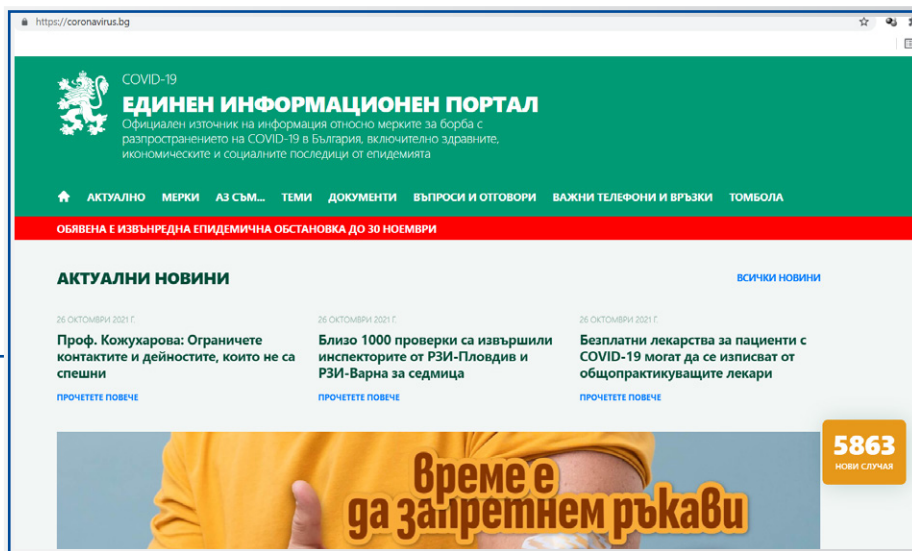 https://coronavirus.bg
COVID-19
ЕДИНЕН ИНФОРМАЦИОНЕН ПОРТАЛ
Официален източник на информация относно мерките за борба с
разпространението на COVID-19 в България, включително здравните,
икономическите и социалните последици от епидемията
АКТУАЛНО МЕРКИ АЗ СЪМ... ТЕМИ ДОКУМЕНТИ ВЪПРОСИ И ОТГОВОРИ ВАЖНИ ТЕЛЕФОНИ И ВРЪЗКИ ТОМБОЛА
ОБЯВЕНА Е ИЗВЪНРЕДНА ЕПИДЕМИЧНА ОБСТАНОВКА ДО 30 НОЕМВРИ
АКТУАЛНИ НОВИНИ
ВСИЧКИ НОВИНИ
26 ОКТОМВРИ 2021 Г.
Проф. Кожухарова: Ограничете
контактите и дейностите, които не са
спешни
ПРОЧЕТЕТЕ ПОВЕЧЕ
26 ОКТОМВРИ 2021 Г.
Близо 1000 проверки са извършили
инспекторите от РЗИ-Пловдив и
РЗИ-Варна за седмица
ПРОЧЕТЕТЕ ПОВЕЧЕ
26 ОКТОМВРИ 2021 Г.
Безплатни лекарства за пациенти с
COVID-19 могат да се изписват от
общопрактикуващите лекари
ПРОЧЕТЕТЕ ПОВЕЧЕ
5863
НОВИ СЛУЧАЯ
време е
да запретнем ръкави